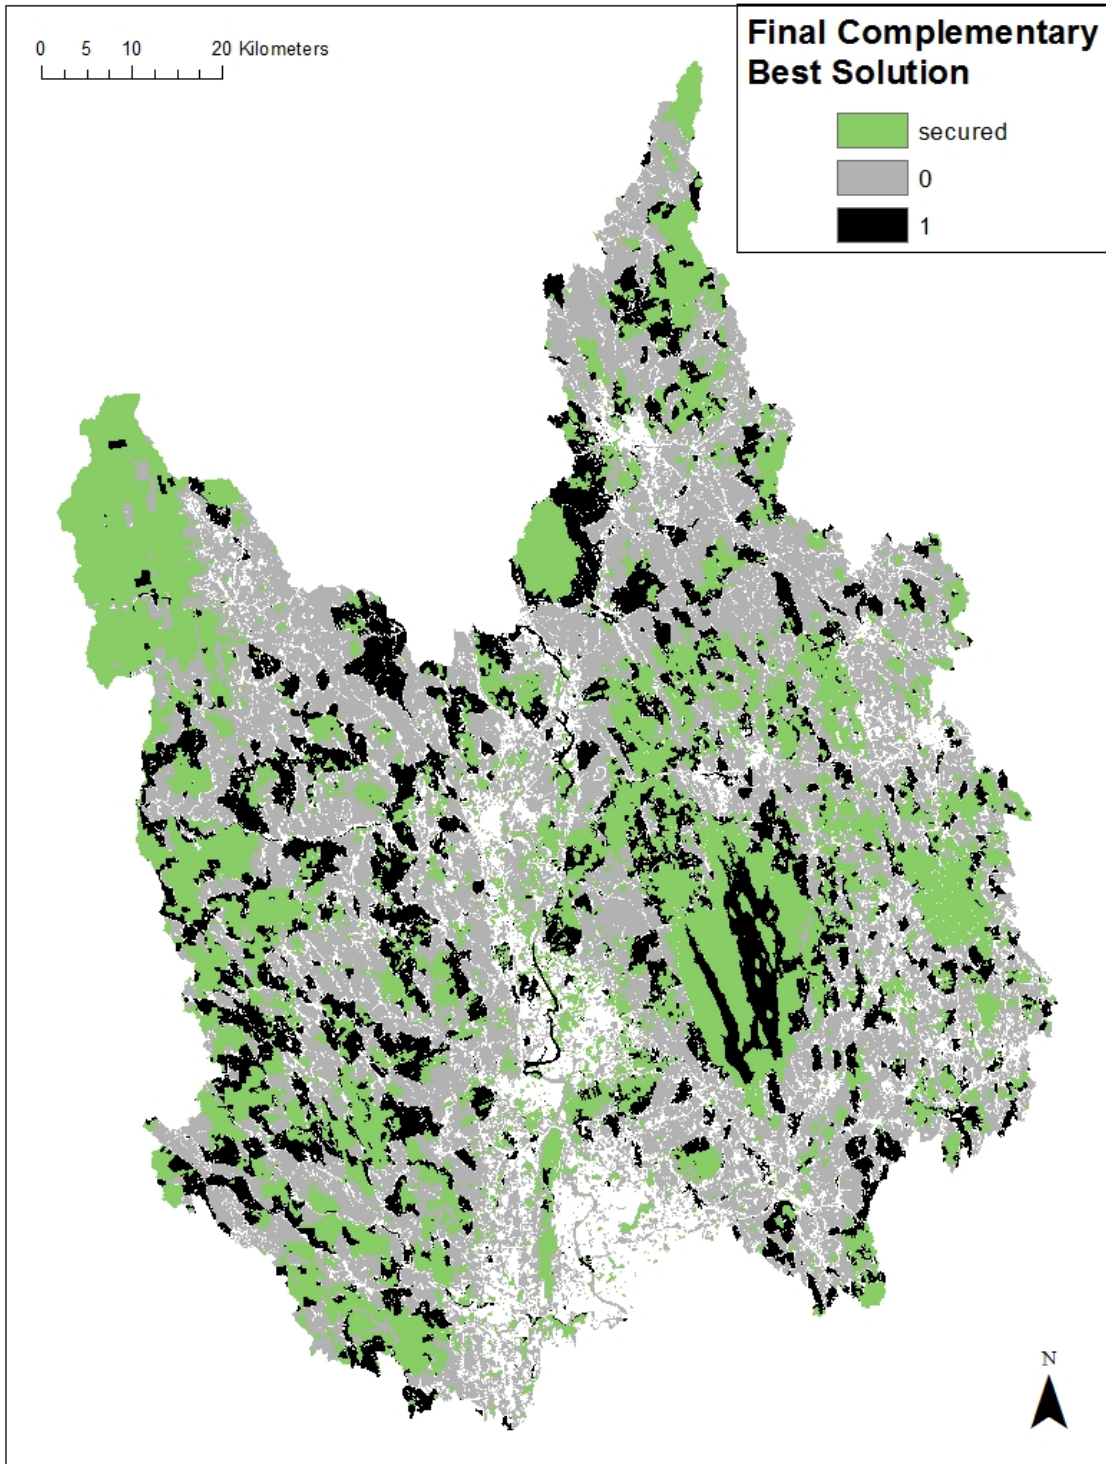 0 5 10 20 Kilometers
Final Complementary
Best Solution
secured
0
1
N